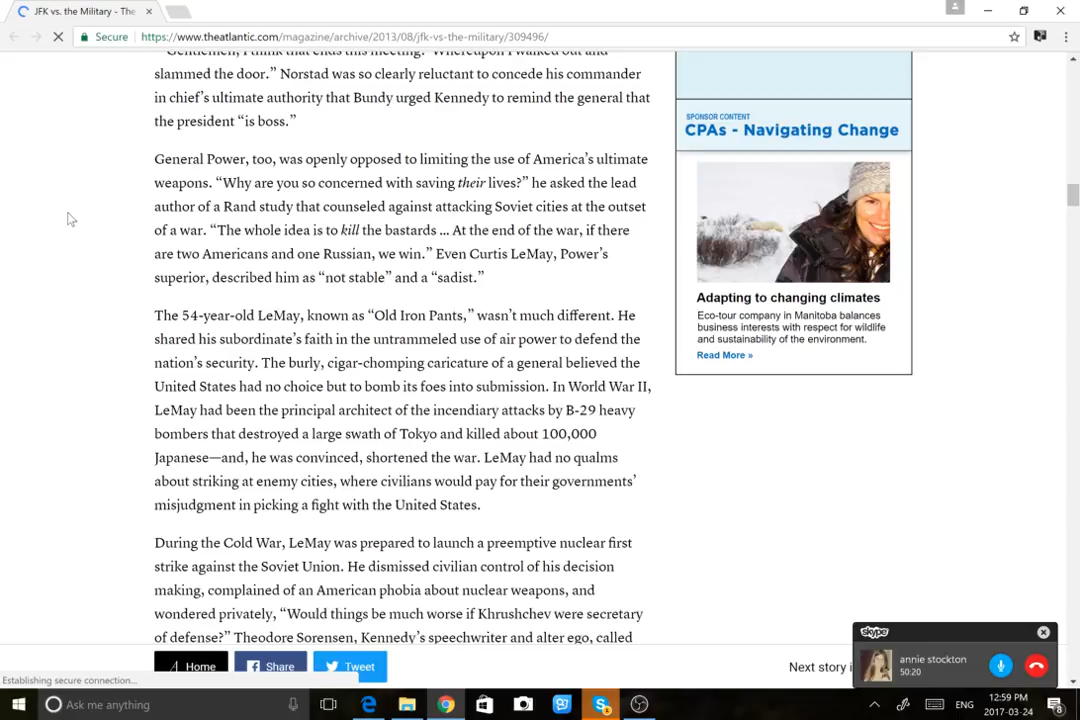 JFK vs. the Military - The
Secure
https://www.theatlantic.com/magazine/archive/2013/08/jfk-vs-the-military/309496/
"Gentlemen, I think that ends this meeting." Whereupon I walked out and
slammed the door.” Norstad was so clearly reluctant to concede his commander
in chief’s ultimate authority that Bundy urged Kennedy to remind the general that
the president “is boss.”
General Power, too, was openly opposed to limiting the use of America’s ultimate
weapons. “Why are you so concerned with saving their lives?” he asked the lead
author of a Rand study that counseled against attacking Soviet cities at the outset
of a war. “The whole idea is to kill the bastards … At the end of the war, if there
are two Americans and one Russian, we win.” Even Curtis LeMay, Power’s
superior, described him as “not stable” and a “sadist.”
The 54-year-old LeMay, known as “Old Iron Pants,” wasn’t much different. He
shared his subordinate’s faith in the untrammeled use of air power to defend the
nation’s security. The burly, cigar-chomping caricature of a general believed the
United States had no choice but to bomb its foes into submission. In World War II,
LeMay had been the principal architect of the incendiary attacks by B-29 heavy
bombers that destroyed a large swath of Tokyo and killed about 100,000
Japanese—and, he was convinced, shortened the war. LeMay had no qualms
about striking at enemy cities, where civilians would pay for their governments’
misjudgment in picking a fight with the United States.
During the Cold War, LeMay was prepared to launch a preemptive nuclear first
strike against the Soviet Union. He dismissed civilian control of his decision
making, complained of an American phobia about nuclear weapons, and
wondered privately, “Would things be much worse if Khrushchev were secretary
of defense?” Theodore Sorensen, Kennedy’s speechwriter and alter ego, called
SPONSOR CONTENT
CPAs - Navigating Change
Adapting to changing climates
Eco-tour company in Manitoba balances
business interests with respect for wildlife
and sustainability of the environment.
Read More »
Home
Share
Tweet
Next story i
skype
annie stockton
50:20
Establishing secure connection...
Ask me anything
ENG
12:59 PM
2017-03-24
8